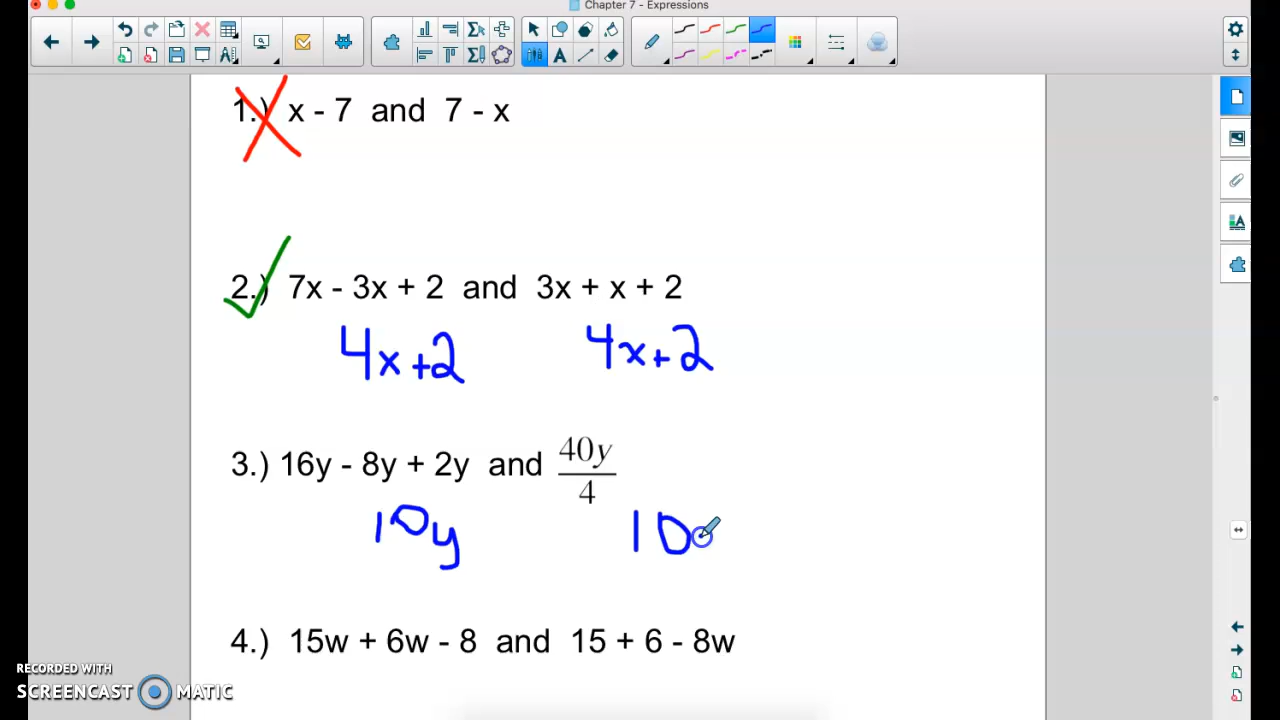 Chapter 7 - Expressions
1.) x - 7 and 7 - x
2.) 7x - 3x + 2 and 3x + x + 2
4x+2 4x+2
3.) 16y - 8y + 2y and 40y/4
10y 10
4.) 15w + 6w - 8 and 15 + 6 - 8w
RECORDED WITH
SCREENCAST MATIC